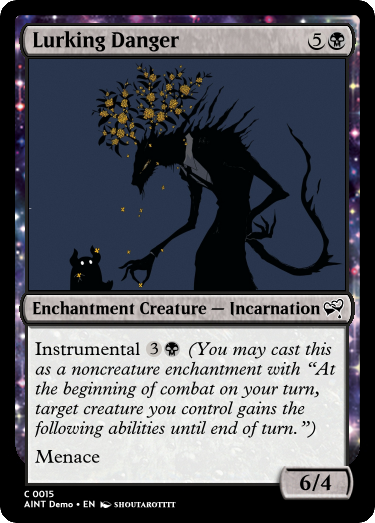 Lurking Danger 5
Enchantment Creature — Incarnation
Instrumental 3 (You may cast this
as a noncreature enchantment with “At
the beginning of combat on your turn,
target creature you control gains the
following abilities until end of turn.”)
Menace
6/4
C 0015
AINT Demo • EN SHOUTAROTTTT